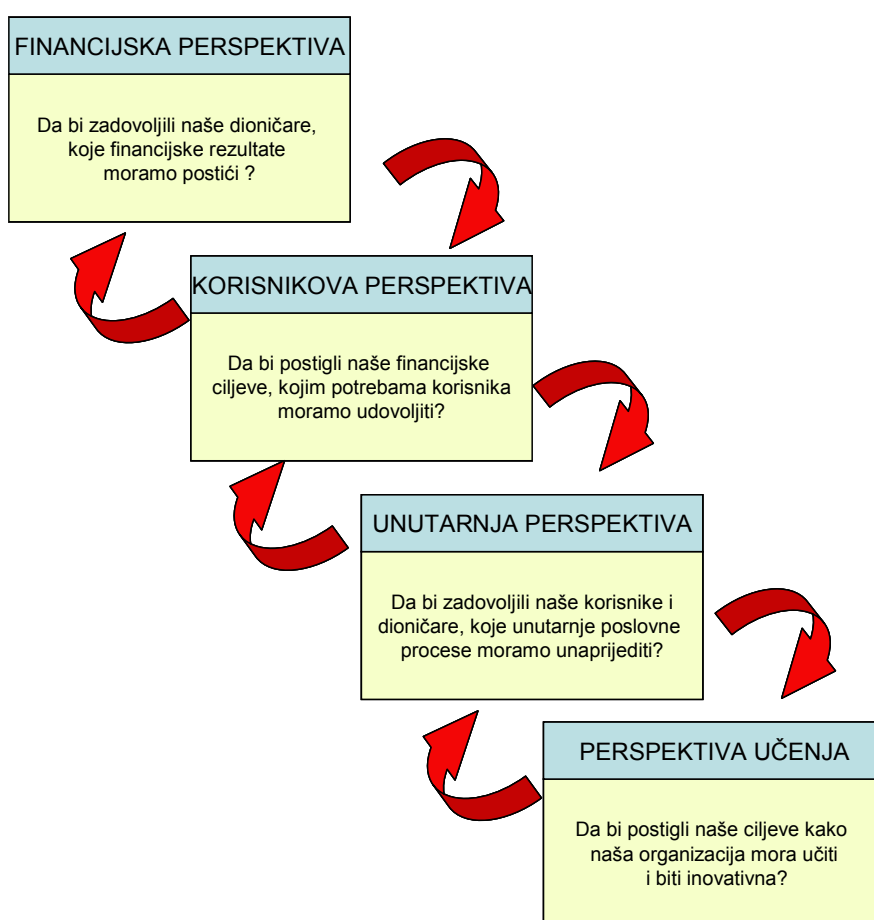 FINANCIJSKA PERSPEKTIVA
Da bi zadovoljili naše dioničare,
koje financijske rezultate
moramo postići ?
KORISNIKOVA PERSPEKTIVA
Da bi postigli naše financijske
ciljeve, kojim potrebama korisnika
moramo udovoljiti?
UNUTARNJA PERSPEKTIVA
Da bi zadovoljili naše korisnike i
dioničare, koje unutarnje poslovne
procese moramo unaprijediti?
PERSPEKTIVA UČENJA
Da bi postigli naše ciljeve kako
naša organizacija mora učiti
i biti inovativna?